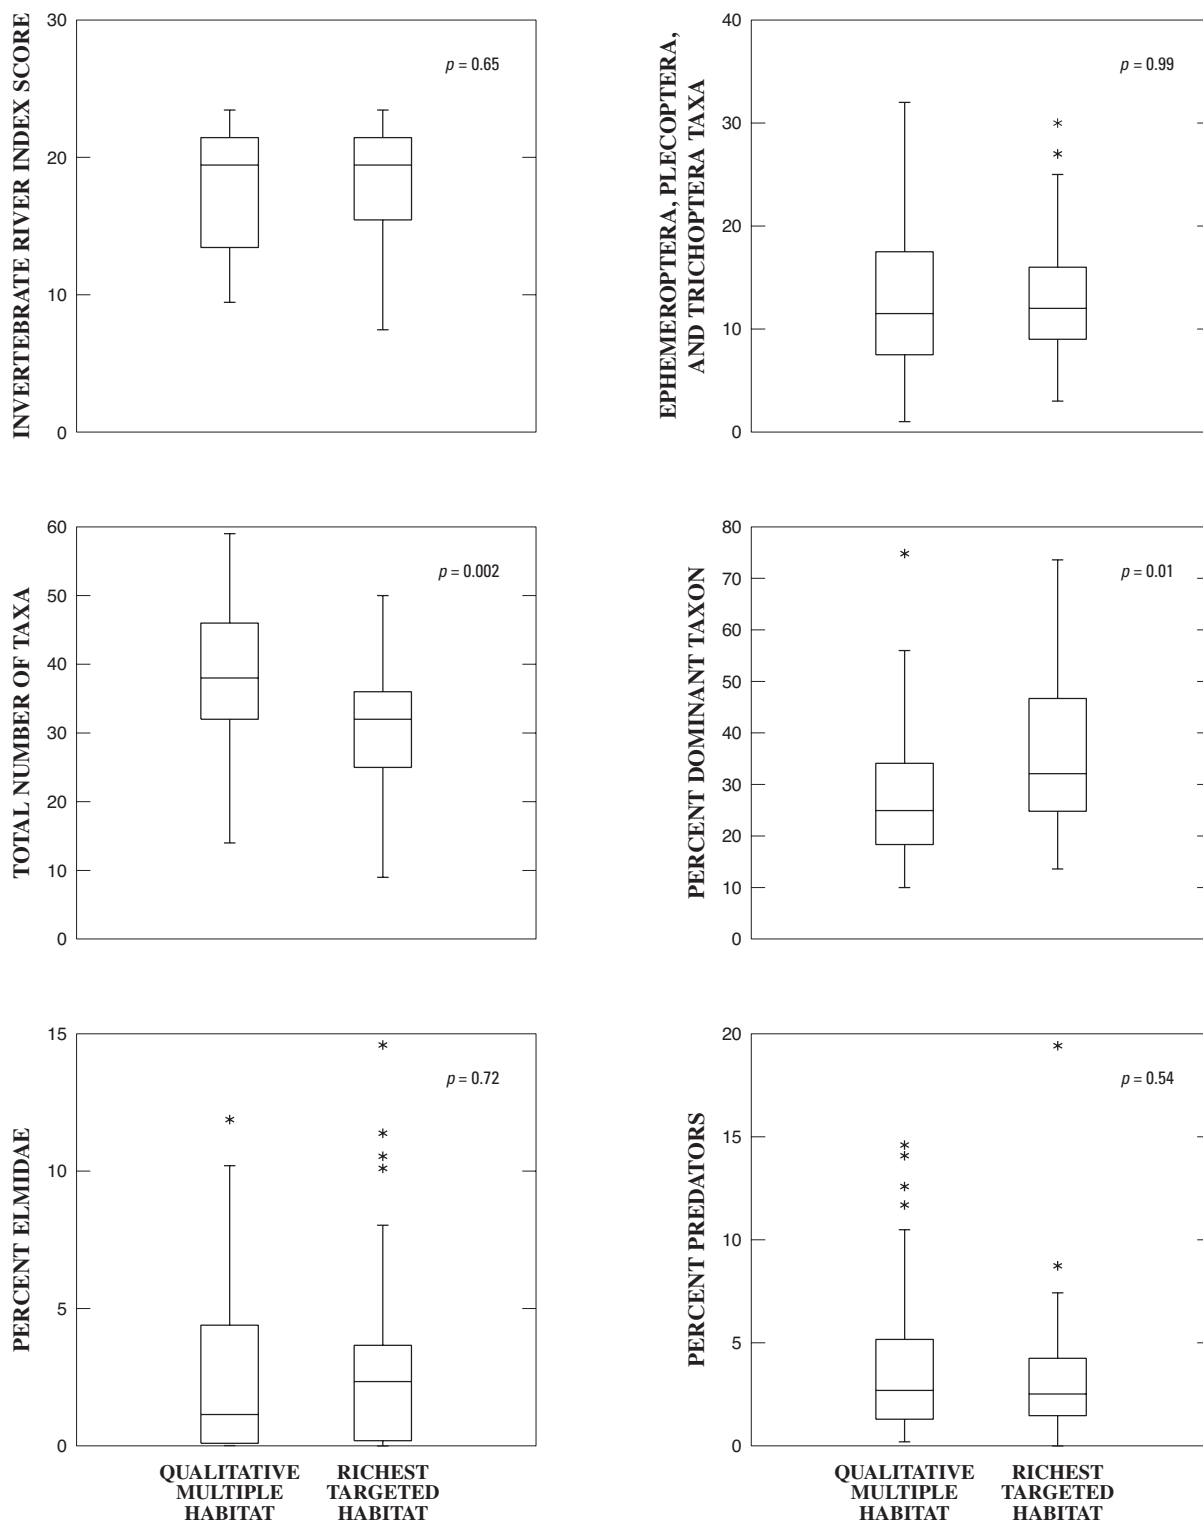 INVERTEBRATE RIVER INDEX SCORE
30
20
10
0
p = 0.65
EPHEMEROPTERA, PLECOPTERA,
AND TRICHOPTERA TAXA
40
30
20
10
0
p = 0.99
*
*
TOTAL NUMBER OF TAXA
60
50
40
30
20
10
0
p = 0.002
PERCENT DOMINANT TAXON
80
70
60
50
40
30
20
10
0
p = 0.01
*
PERCENT ELMIDAE
15
10
5
0
p = 0.72
*
*
*
*
*
QUALITATIVE
MULTIPLE
HABITAT
RICHEST
TARGETED
HABITAT
PERCENT PREDATORS
20
15
10
5
0
p = 0.54
*
*
*
*
*
*
QUALITATIVE
MULTIPLE
HABITAT
RICHEST
TARGETED
HABITAT